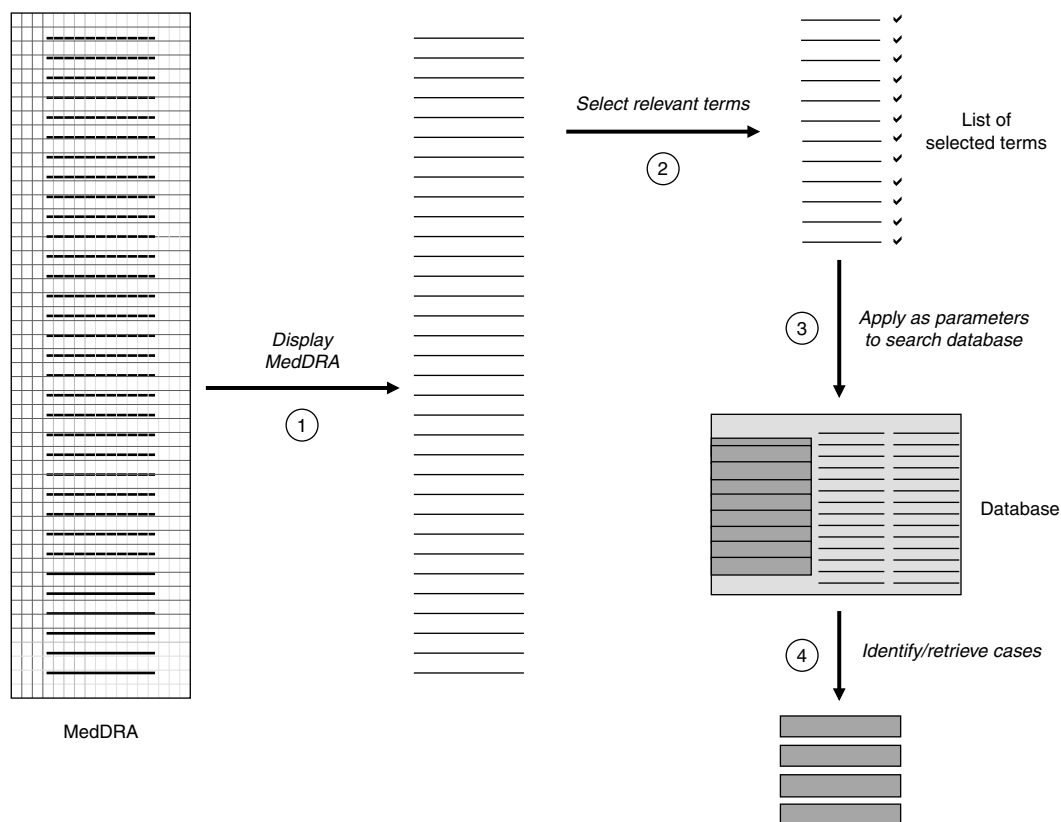 Select relevant terms
2
List of
selected terms
3
Apply as parameters
to search database
Display
MedDRA
1
Database
4
Identify/retrieve cases
MedDRA